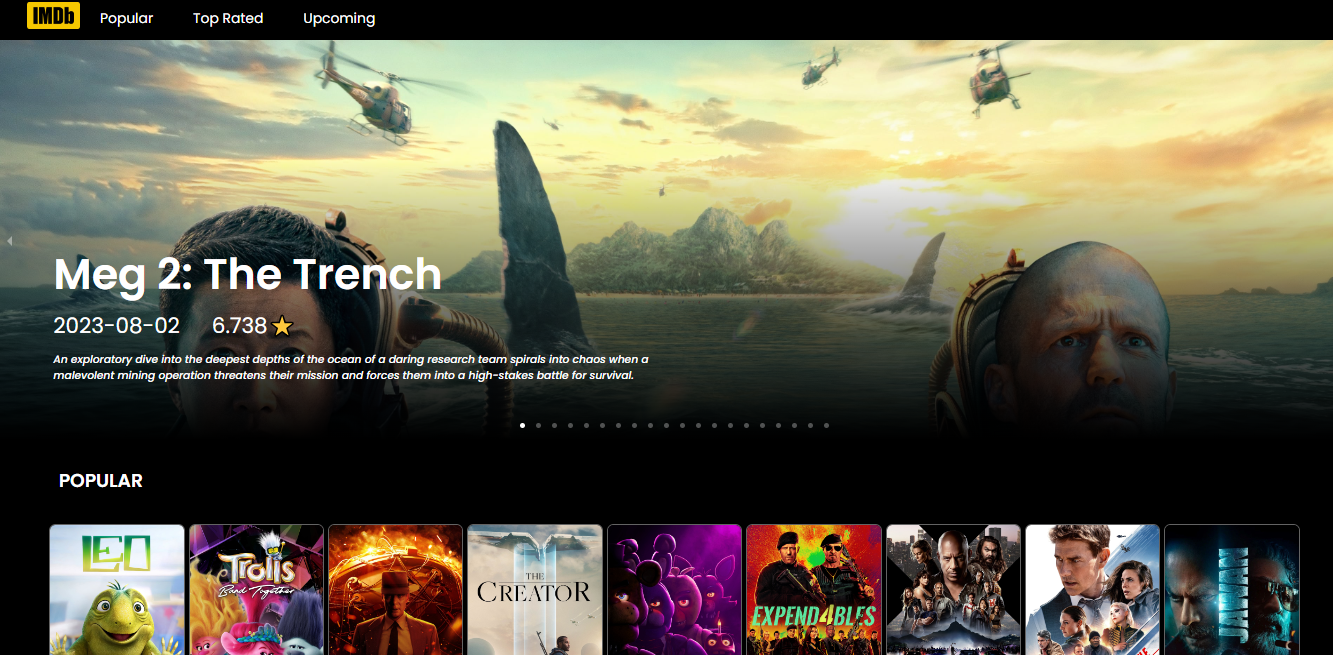 IMDb
Popular
Top Rated
Upcoming
Meg 2: The Trench
2023-08-02
6.738
An exploratory dive into the deepest depths of the ocean of a daring research team spirals into chaos when a
malevolent mining operation threatens their mission and forces them into a high-stakes battle for survival.
POPULAR
LEO
Trolls
Band Together
THE
CREATOR
EXPEND4BLES
JAWAN